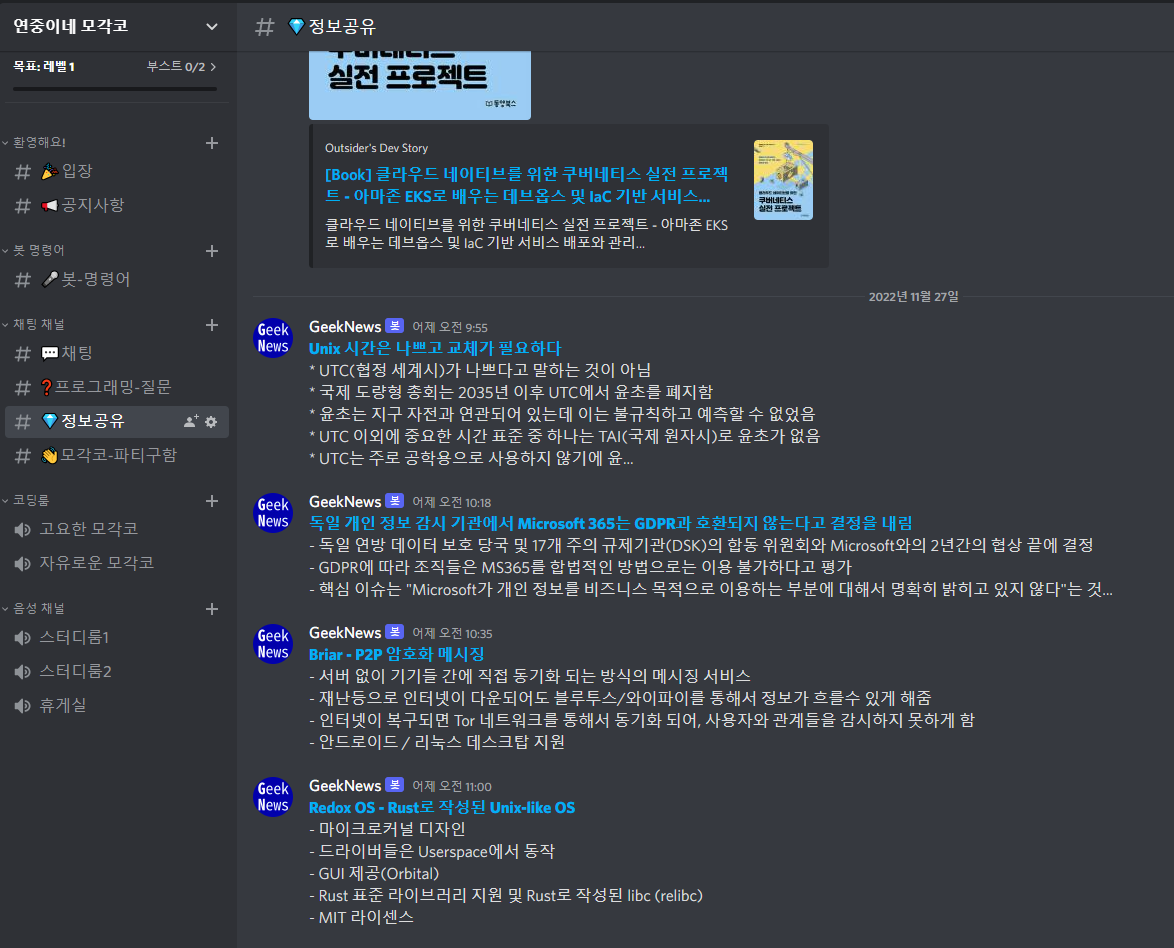 연중이네 모각코
목표: 레벨 1 부스트 0/2
환영해요!
# 🎉입장
# 📢공지사항
봇 명령어
# 🎤봇-명령어
채팅 채널
# 💬채팅
# ❓프로그래밍-질문
# 💎정보공유
# 👏모각코-파티구함
코딩룸
고요한 모각코
자유로운 모각코
음성 채널
스터디룸1
스터디룸2
휴게실
# 💎정보공유
쿠버네티스
실전 프로젝트
동양북스
Outsider's Dev Story
[Book] 클라우드 네이티브를 위한 쿠버네티스 실전 프로젝
트 - 아마존 EKS로 배우는 데브옵스 및 IaC 기반 서비스...
클라우드 네이티브를 위한 쿠버네티스 실전 프로젝트 - 아마존 EKS
로 배우는 데브옵스 및 IaC 기반 서비스 배포와 관리...
클라우드 네이티브를 위한
쿠버네티스
실전 프로젝트
2022년 11월 27일
Geek
News
GeekNews 봇 어제 오전 9:55
Unix 시간은 나쁘고 교체가 필요하다
* UTC(협정 세계시)가 나쁘다고 말하는 것이 아님
* 국제 도량형 총회는 2035년 이후 UTC에서 윤초를 폐지함
* 윤초는 지구 자전과 연관되어 있는데 이는 불규칙하고 예측할 수 없었음
* UTC 이외에 중요한 시간 표준 중 하나는 TAI(국제 원자시)로 윤초가 없음
* UTC는 주로 공학용으로 사용하지 않기에 윤...
Geek
News
GeekNews 봇 어제 오전 10:18
독일 개인 정보 감시 기관에서 Microsoft 365는 GDPR과 호환되지 않는다고 결정을 내림
- 독일 연방 데이터 보호 당국 및 17개 주의 규제기관(DSK)의 합동 위원회와 Microsoft와의 2년간의 협상 끝에 결정
- GDPR에 따라 조직들은 MS365를 합법적인 방법으로는 이용 불가하다고 평가
- 핵심 이슈는 "Microsoft가 개인 정보를 비즈니스 목적으로 이용하는 부분에 대해서 명확히 밝히고 있지 않다"는 것...
Geek
News
GeekNews 봇 어제 오전 10:35
Briar - P2P 암호화 메시징
- 서버 없이 기기들 간에 직접 동기화 되는 방식의 메시징 서비스
- 재난등으로 인터넷이 다운되어도 블루투스/와이파이를 통해서 정보가 흐를수 있게 해줌
- 인터넷이 복구되면 Tor 네트워크를 통해서 동기화 되어, 사용자와 관계들을 감시하지 못하게 함
- 안드로이드 / 리눅스 데스크탑 지원
Geek
News
GeekNews 봇 어제 오전 11:00
Redox OS - Rust로 작성된 Unix-like OS
- 마이크로커널 디자인
- 드라이버들은 Userspace에서 동작
- GUI 제공(Orbital)
- Rust 표준 라이브러리 지원 및 Rust로 작성된 libc (relibc)
- MIT 라이센스